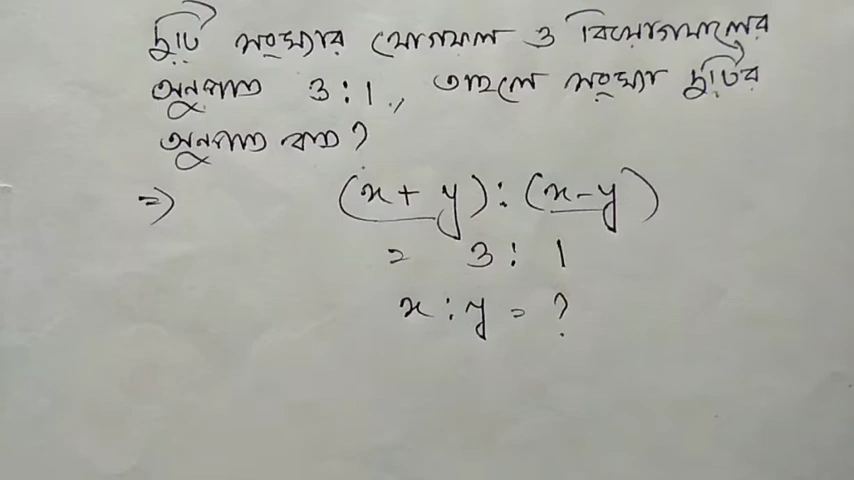 দুটি সংখ্যার যোগফল ও বিয়োগফলের
অনুপাত 3:1., তাহলে সংখ্যা দুটির
অনুপাত কত?
=> (x + y) : (x - y)
= 3 : 1
x : y = ?